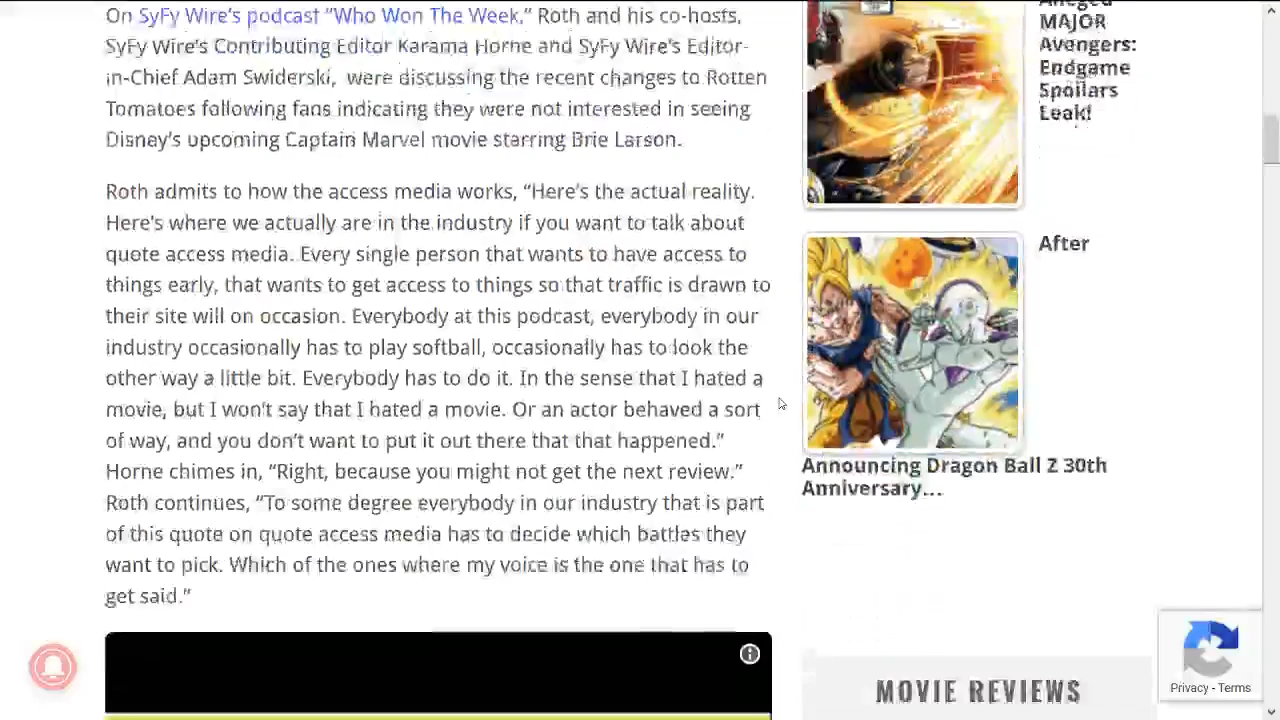 On SyFy Wire's podcast “Who Won The Week,” Roth and his co-hosts,
SyFy Wire's Contributing Editor Karama Horne and SyFy Wire's Editor-
in-Chief Adam Swiderski, were discussing the recent changes to Rotten
Tomatoes following fans indicating they were not interested in seeing
Disney's upcoming Captain Marvel movie starring Brie Larson.
Roth admits to how the access media works, “Here's the actual reality.
Here's where we actually are in the industry if you want to talk about
quote access media. Every single person that wants to have access to
things early, that wants to get access to things so that traffic is drawn to
their site will on occasion. Everybody at this podcast, everybody in our
industry occasionally has to play softball, occasionally has to look the
other way a little bit. Everybody has to do it. In the sense that I hated a
movie, but I won't say that I hated a movie. Or an actor behaved a sort
of way, and you don't want to put it out there that that happened.”
Horne chimes in, “Right, because you might not get the next review.”
Roth continues, “To some degree everybody in our industry that is part
of this quote on quote access media has to decide which battles they
want to pick. Which of the ones where my voice is the one that has to
get said.”
Alleged
MAJOR
Avengers:
Endgame
Spoilars
Leak!
After
Announcing Dragon Ball Z 30th
Anniversary...
MOVIE REVIEWS
Privacy - Terms